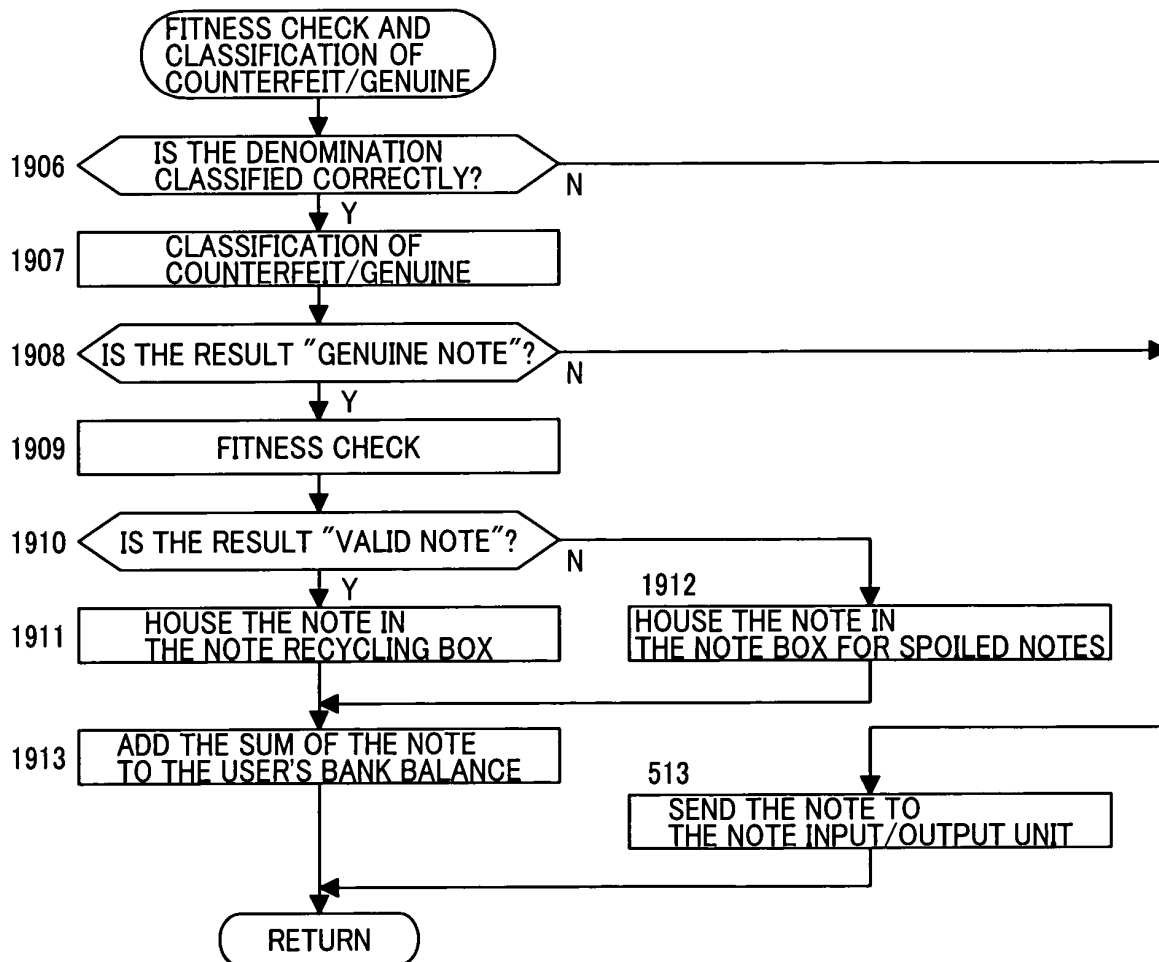 FITNESS CHECK AND
CLASSIFICATION OF
COUNTERFEIT/GENUINE
1906
IS THE DENOMINATION
CLASSIFIED CORRECTLY?
N
Y
1907
CLASSIFICATION OF
COUNTERFEIT/GENUINE
1908
IS THE RESULT "GENUINE NOTE"?
N
Y
1909
FITNESS CHECK
1910
IS THE RESULT "VALID NOTE"?
N
Y
1911
HOUSE THE NOTE IN
THE NOTE RECYCLING BOX
1912
HOUSE THE NOTE IN
THE NOTE BOX FOR SPOILED NOTES
1913
ADD THE SUM OF THE NOTE
TO THE USER'S BANK BALANCE
513
SEND THE NOTE TO
THE NOTE INPUT/OUTPUT UNIT
RETURN